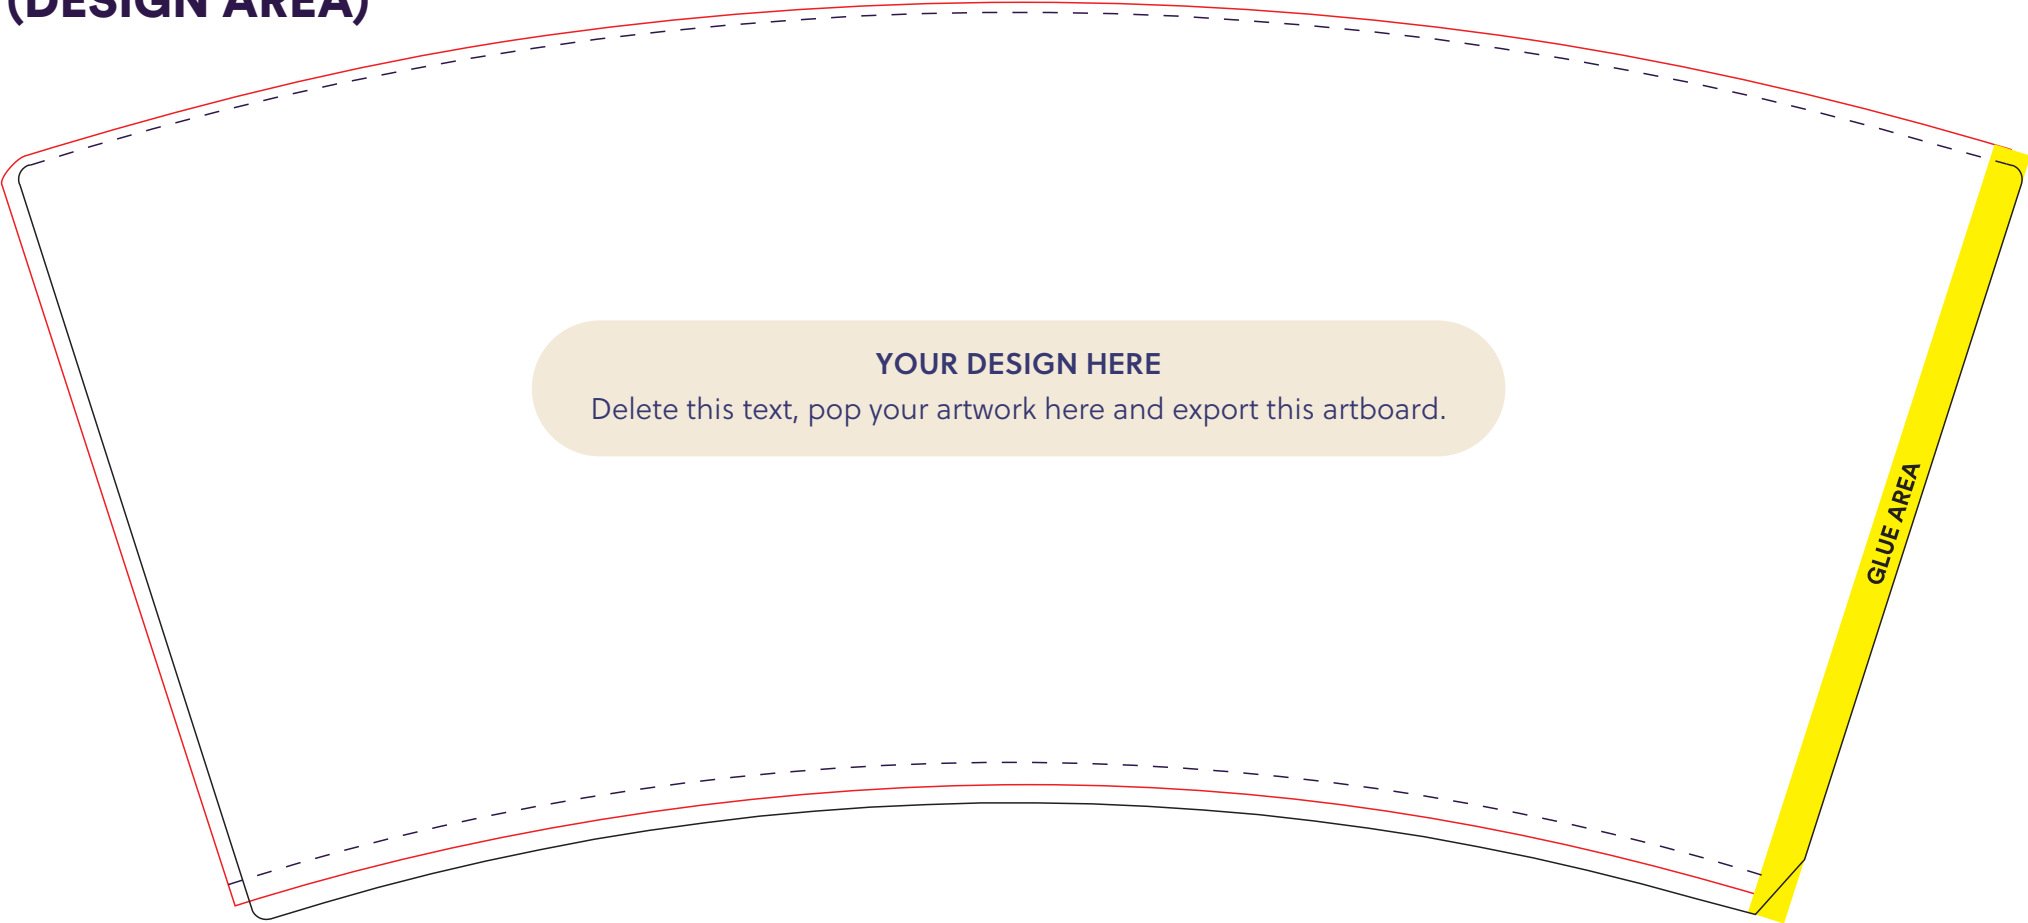 (DESIGN AREA)
YOUR DESIGN HERE
Delete this text, pop your artwork here and export this artboard.
GLUE AREA